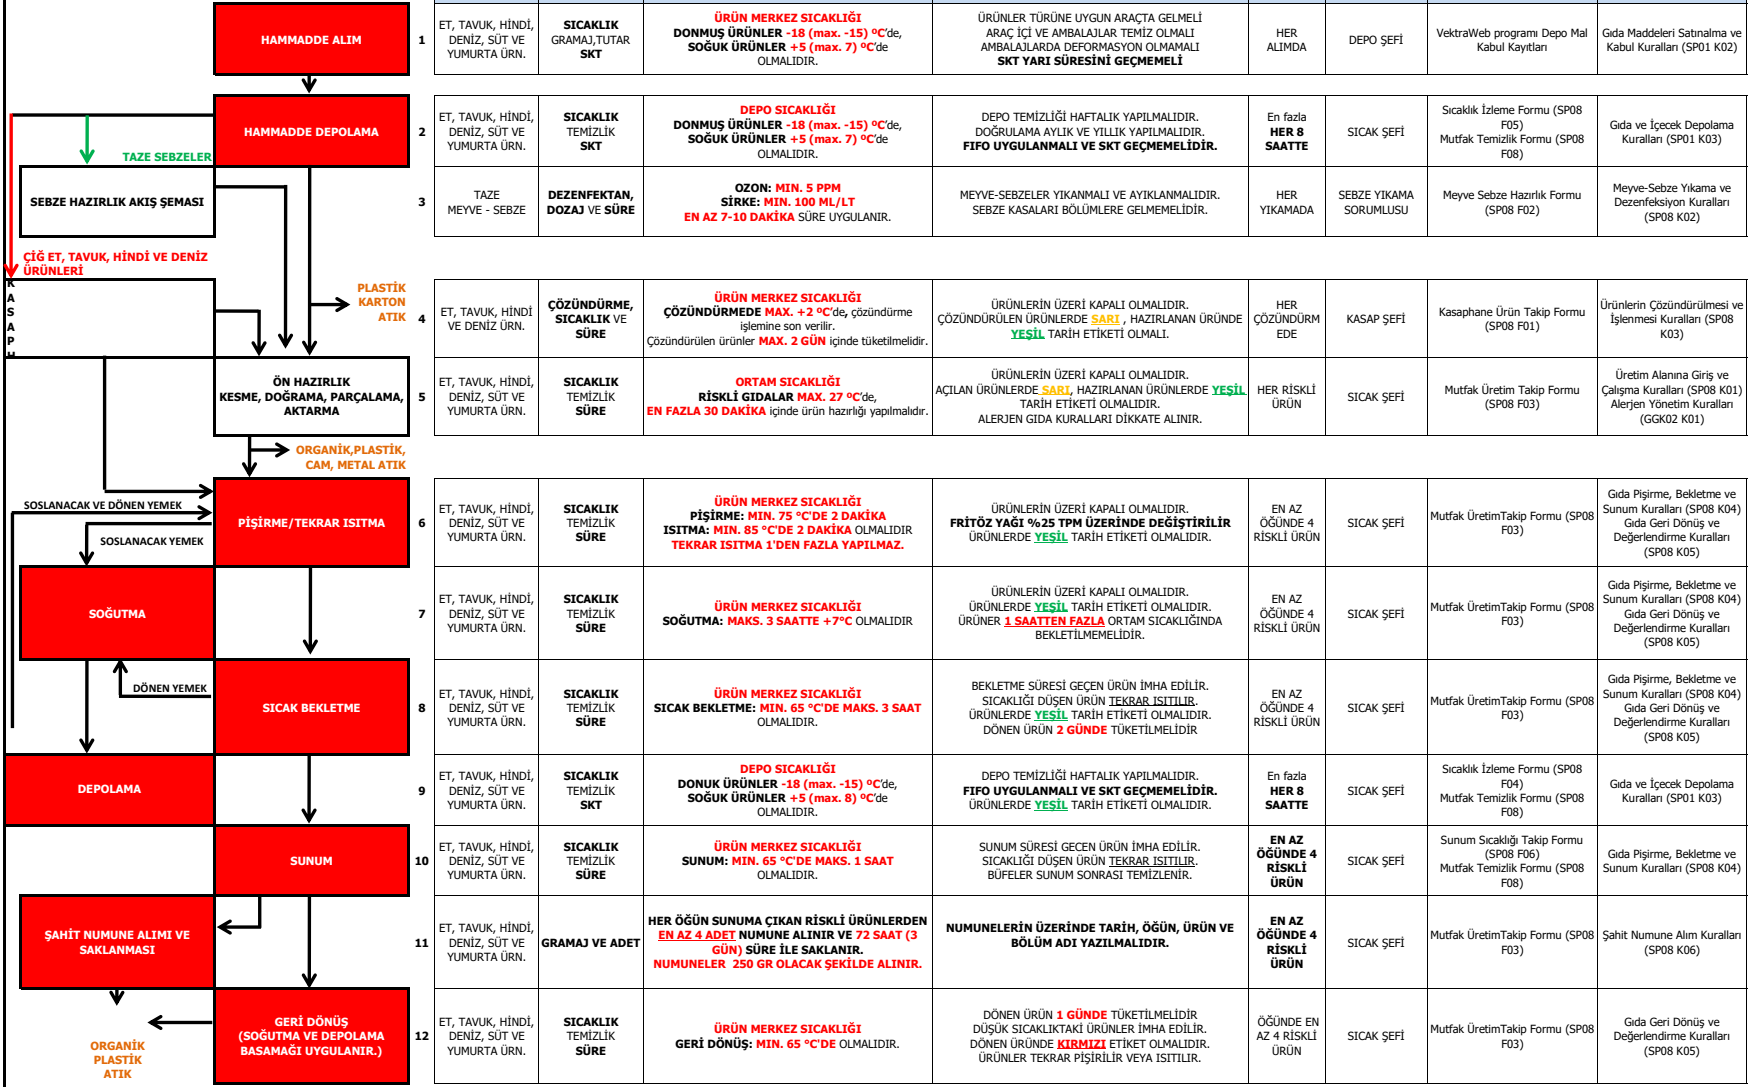 HAMMADDE ALIM
1
ET, TAVUK, HİNDİ,
DENİZ, SÜT VE
YUMURTA ÜRN.
SICAKLIK
GRAMAJ,TUTAR
SKT
ÜRÜN MERKEZ SICAKLIĞI
DONMUŞ ÜRÜNLER -18 (max. -15) ºC'de,
SOĞUK ÜRÜNLER +5 (max. 7) ºC'de
OLMALIDIR.
ÜRÜNLER TÜRÜNE UYGUN ARAÇTA GELMELİ
ARAÇ İÇİ VE AMBALAJLAR TEMİZ OLMALI
AMBALAJLARDA DEFORMASYON OLMAMALI
SKT YARI SÜRESİNİ GEÇMEMELİ
HER
ALIMDA
DEPO ŞEFİ
VektraWeb programı Depo Mal
Kabul Kayıtları
Gıda Maddeleri Satınalma ve
Kabul Kuralları (SP01 K02)
HAMMADDE DEPOLAMA
2
ET, TAVUK, HİNDİ,
DENİZ, SÜT VE
YUMURTA ÜRN.
SICAKLIK
TEMİZLİK
SKT
DEPO SICAKLIĞI
DONMUŞ ÜRÜNLER -18 (max. -15) ºC'de,
SOĞUK ÜRÜNLER +5 (max. 7) ºC'de
OLMALIDIR.
DEPO TEMİZLİĞİ HAFTALIK YAPILMALIDIR.
DOĞRULAMA AYLIK VE YILLIK YAPILMALIDIR.
FIFO UYGULANMALI VE SKT GEÇMEMELİDİR.
En fazla
HER 8
SAATTE
SICAK ŞEFİ
Sıcaklık İzleme Formu (SP08
F05)
Mutfak Temizlik Formu (SP08
F08)
Gıda ve İçecek Depolama
Kuralları (SP01 K03)
TAZE SEBZELER
SEBZE HAZIRLIK AKIŞ ŞEMASI
3
TAZE
MEYVE - SEBZE
DEZENFEKTAN,
DOZAJ VE SÜRE
OZON: MIN. 5 PPM
SİRKE: MIN. 100 ML/LT
EN AZ 7-10 DAKİKA SÜRE UYGULANIR.
MEYVE-SEBZELER YIKANMALI VE AYIKLANMALIDIR.
SEBZE KASALARI BÖLÜMLERE GELMEMELİDİR.
HER
YIKAMADA
SEBZE YIKAMA
SORUMLUSU
Meyve Sebze Hazırlık Formu
(SP08 F02)
Meyve-Sebze Yıkama ve
Dezenfeksiyon Kuralları
(SP08 K02)
ÇİĞ ET, TAVUK, HİNDİ VE DENİZ
ÜRÜNLERİ
K
A
S
A
P
PLASTİK
KARTON
ATIK
4
ET, TAVUK, HİNDİ
VE DENİZ ÜRN.
ÇÖZÜNDÜRME,
SICAKLIK VE
SÜRE
ÜRÜN MERKEZ SICAKLIĞI
ÇÖZÜNDÜRMEDE MAX. +2 ºC'de, çözündürme
işlemine son verilir.
Çözündürülen ürünler MAX. 2 GÜN içinde tüketilmelidir.
ÜRÜNLERİN ÜZERİ KAPALI OLMALIDIR.
ÇÖZÜNDÜRÜLEN ÜRÜNLERDE SARI , HAZIRLANAN ÜRÜNDE
YEŞİL TARİH ETİKETİ OLMALI.
HER
ÇÖZÜNDÜRM
EDE
KASAP ŞEFİ
Kasaphane Ürün Takip Formu
(SP08 F01)
Ürünlerin Çözündürülmesi ve
İşlenmesi Kuralları (SP08
K03)
ÖN HAZIRLIK
KESME, DOĞRAMA, PARÇALAMA,
AKTARMA
5
ET, TAVUK, HİNDİ,
DENİZ, SÜT VE
YUMURTA ÜRN.
SICAKLIK
TEMİZLİK
SÜRE
ORTAM SICAKLIĞI
RİSKLİ GIDALAR MAX. 27 ºC'de,
EN FAZLA 30 DAKİKA içinde ürün hazırlığı yapılmalıdır.
ÜRÜNLERİN ÜZERİ KAPALI OLMALIDIR.
AÇILAN ÜRÜNLERDE SARI, HAZIRLANAN ÜRÜNLERDE YEŞİL
TARİH ETİKETİ OLMALIDIR.
ALERJEN GIDA KURALLARI DİKKATE ALINIR.
HER RİSKLİ
ÜRÜN
SICAK ŞEFİ
Mutfak Üretim Takip Formu
(SP08 F03)
Üretim Alanına Giriş ve
Çalışma Kuralları (SP08 K01)
Alerjen Yönetim Kuralları
(GGK02 K01)
ORGANİK,PLASTİK,
CAM, METAL ATIK
SOSLANACAK VE DÖNEN YEMEK
SOSLANACAK YEMEK
PİŞİRME/TEKRAR ISITMA
6
ET, TAVUK, HİNDİ,
DENİZ, SÜT VE
YUMURTA ÜRN.
SICAKLIK
TEMİZLİK
SÜRE
ÜRÜN MERKEZ SICAKLIĞI
PİŞİRME: MIN. 75 °C'DE 2 DAKİKA
ISITMA: MIN. 85 °C'DE 2 DAKİKA OLMALIDIR
TEKRAR ISITMA 1'DEN FAZLA YAPILMAZ.
ÜRÜNLERİN ÜZERİ KAPALI OLMALIDIR.
FRİTÖZ YAĞI %25 TPM ÜZERİNDE DEĞİŞTİRİLİR
ÜRÜNLERDE YEŞİL TARİH ETİKETİ OLMALIDIR.
EN AZ
ÖĞÜNDE 4
RİSKLİ ÜRÜN
SICAK ŞEFİ
Mutfak ÜretimTakip Formu (SP08
F03)
Gıda Pişirme, Bekletme ve
Sunum Kuralları (SP08 K04)
Gıda Geri Dönüş ve
Değerlendirme Kuralları
(SP08 K05)
SOĞUTMA
7
ET, TAVUK, HİNDİ,
DENİZ, SÜT VE
YUMURTA ÜRN.
SICAKLIK
TEMİZLİK
SÜRE
ÜRÜN MERKEZ SICAKLIĞI
SOĞUTMA: MAKS. 3 SAATTE +7°C OLMALIDIR
ÜRÜNLERİN ÜZERİ KAPALI OLMALIDIR.
ÜRÜNLERDE YEŞİL TARİH ETİKETİ OLMALIDIR.
ÜRÜNER 1 SAATTEN FAZLA ORTAM SICAKLIĞINDA
BEKLETİLMEMELİDİR.
EN AZ
ÖĞÜNDE 4
RİSKLİ ÜRÜN
SICAK ŞEFİ
Mutfak ÜretimTakip Formu (SP08
F03)
Gıda Pişirme, Bekletme ve
Sunum Kuralları (SP08 K04)
Gıda Geri Dönüş ve
Değerlendirme Kuralları
(SP08 K05)
DÖNEN YEMEK
SICAK BEKLETME
8
ET, TAVUK, HİNDİ,
DENİZ, SÜT VE
YUMURTA ÜRN.
SICAKLIK
TEMİZLİK
SÜRE
ÜRÜN MERKEZ SICAKLIĞI
SICAK BEKLETME: MIN. 65 °C'DE MAKS. 3 SAAT
OLMALIDIR.
BEKLETME SÜRESİ GEÇEN ÜRÜN İMHA EDİLİR.
SICAKLIĞI DÜŞEN ÜRÜN TEKRAR ISITILIR.
ÜRÜNLERDE YEŞİL TARİH ETİKETİ OLMALIDIR.
DÖNEN ÜRÜN 2 GÜNDE TÜKETİLMELİDİR
EN AZ
ÖĞÜNDE 4
RİSKLİ ÜRÜN
SICAK ŞEFİ
Mutfak ÜretimTakip Formu (SP08
F03)
Gıda Pişirme, Bekletme ve
Sunum Kuralları (SP08 K04)
Gıda Geri Dönüş ve
Değerlendirme Kuralları
(SP08 K05)
DEPOLAMA
9
ET, TAVUK, HİNDİ,
DENİZ, SÜT VE
YUMURTA ÜRN.
SICAKLIK
TEMİZLİK
SKT
DEPO SICAKLIĞI
DONUK ÜRÜNLER -18 (max. -15) ºC'de,
SOĞUK ÜRÜNLER +5 (max. 8) ºC'de
OLMALIDIR.
DEPO TEMİZLİĞİ HAFTALIK YAPILMALIDIR.
FIFO UYGULANMALI VE SKT GEÇMEMELİDİR.
ÜRÜNLERDE YEŞİL TARİH ETİKETİ OLMALIDIR.
En fazla
HER 8
SAATTE
SICAK ŞEFİ
Sıcaklık İzleme Formu (SP08
F04)
Mutfak Temizlik Formu (SP08
F08)
Gıda ve İçecek Depolama
Kuralları (SP01 K03)
SUNUM
10
ET, TAVUK, HİNDİ,
DENİZ, SÜT VE
YUMURTA ÜRN.
SICAKLIK
TEMİZLİK
SÜRE
ÜRÜN MERKEZ SICAKLIĞI
SUNUM: MIN. 65 °C'DE MAKS. 1 SAAT
OLMALIDIR.
SUNUM SÜRESİ GECEN ÜRÜN İMHA EDİLİR.
SICAKLIĞI DÜŞEN ÜRÜN TEKRAR ISITILIR.
BÜFELER SUNUM SONRASI TEMİZLENİR.
EN AZ
ÖĞÜNDE 4
RİSKLİ
ÜRÜN
SICAK ŞEFİ
Sunum Sıcaklığı Takip Formu
(SP08 F06)
Mutfak Temizlik Formu (SP08
F08)
Gıda Pişirme, Bekletme ve
Sunum Kuralları (SP08 K04)
ŞAHİT NUMUNE ALIMI VE
SAKLANMASI
11
ET, TAVUK, HİNDİ,
DENİZ, SÜT VE
YUMURTA ÜRN.
GRAMAJ VE ADET
HER ÖĞÜN SUNUMA ÇIKAN RİSKLİ ÜRÜNLERDEN
EN AZ 4 ADET NUMUNE ALINIR VE 72 SAAT (3
GÜN) SÜRE İLE SAKLANIR.
NUMUNELER 250 GR OLACAK ŞEKİLDE ALINIR.
NUMUNELERİN ÜZERİNDE TARİH, ÖĞÜN, ÜRÜN VE
BÖLÜM ADI YAZILMALIDIR.
EN AZ
ÖĞÜNDE 4
RİSKLİ
ÜRÜN
SICAK ŞEFİ
Mutfak ÜretimTakip Formu (SP08
F03)
Şahit Numune Alım Kuralları
(SP08 K06)
ORGANİK
PLASTİK
ATIK
GERİ DÖNÜŞ
(SOĞUTMA VE DEPOLAMA
BASAMAĞI UYGULANIR.)
12
ET, TAVUK, HİNDİ,
DENİZ, SÜT VE
YUMURTA ÜRN.
SICAKLIK
TEMİZLİK
SÜRE
ÜRÜN MERKEZ SICAKLIĞI
GERİ DÖNÜŞ: MIN. 65 °C'DE OLMALIDIR.
DÖNEN ÜRÜN 1 GÜNDE TÜKETİLMELİDİR
DÜŞÜK SICAKLIKTAKİ ÜRÜNLER İMHA EDİLİR.
DÖNEN ÜRÜNDE KIRMIZI ETİKET OLMALIDIR.
ÜRÜNLER TEKRAR PİŞİRİLİR VEYA ISITILIR.
ÖĞÜNDE EN
AZ 4 RİSKLİ
ÜRÜN
SICAK ŞEFİ
Mutfak ÜretimTakip Formu (SP08
F03)
Gıda Geri Dönüş ve
Değerlendirme Kuralları
(SP08 K05)